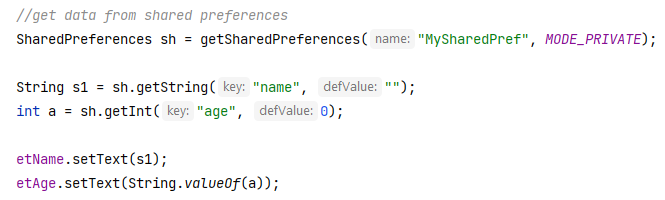 //get data from shared preferences
SharedPreferences sh = getSharedPreferences( name: "MySharedPref", MODE_PRIVATE);
String s1 = sh.getString( key: "name", defValue: "");
int a = sh.getInt( key: "age", defValue: 0);
etName.setText(s1);
etAge.setText(String.valueOf(a));